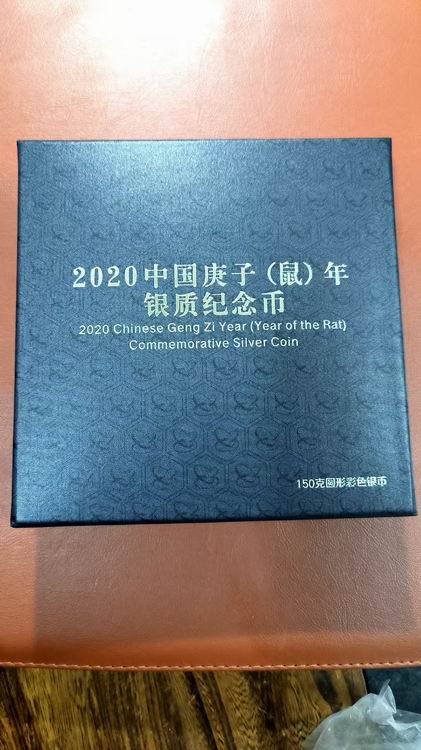 2020中国庚子（鼠）年
银质纪念币
2020 Chinese Geng Zi Year (Year of the Rat)
Commemorative Silver Coin
150克圆形彩色银币